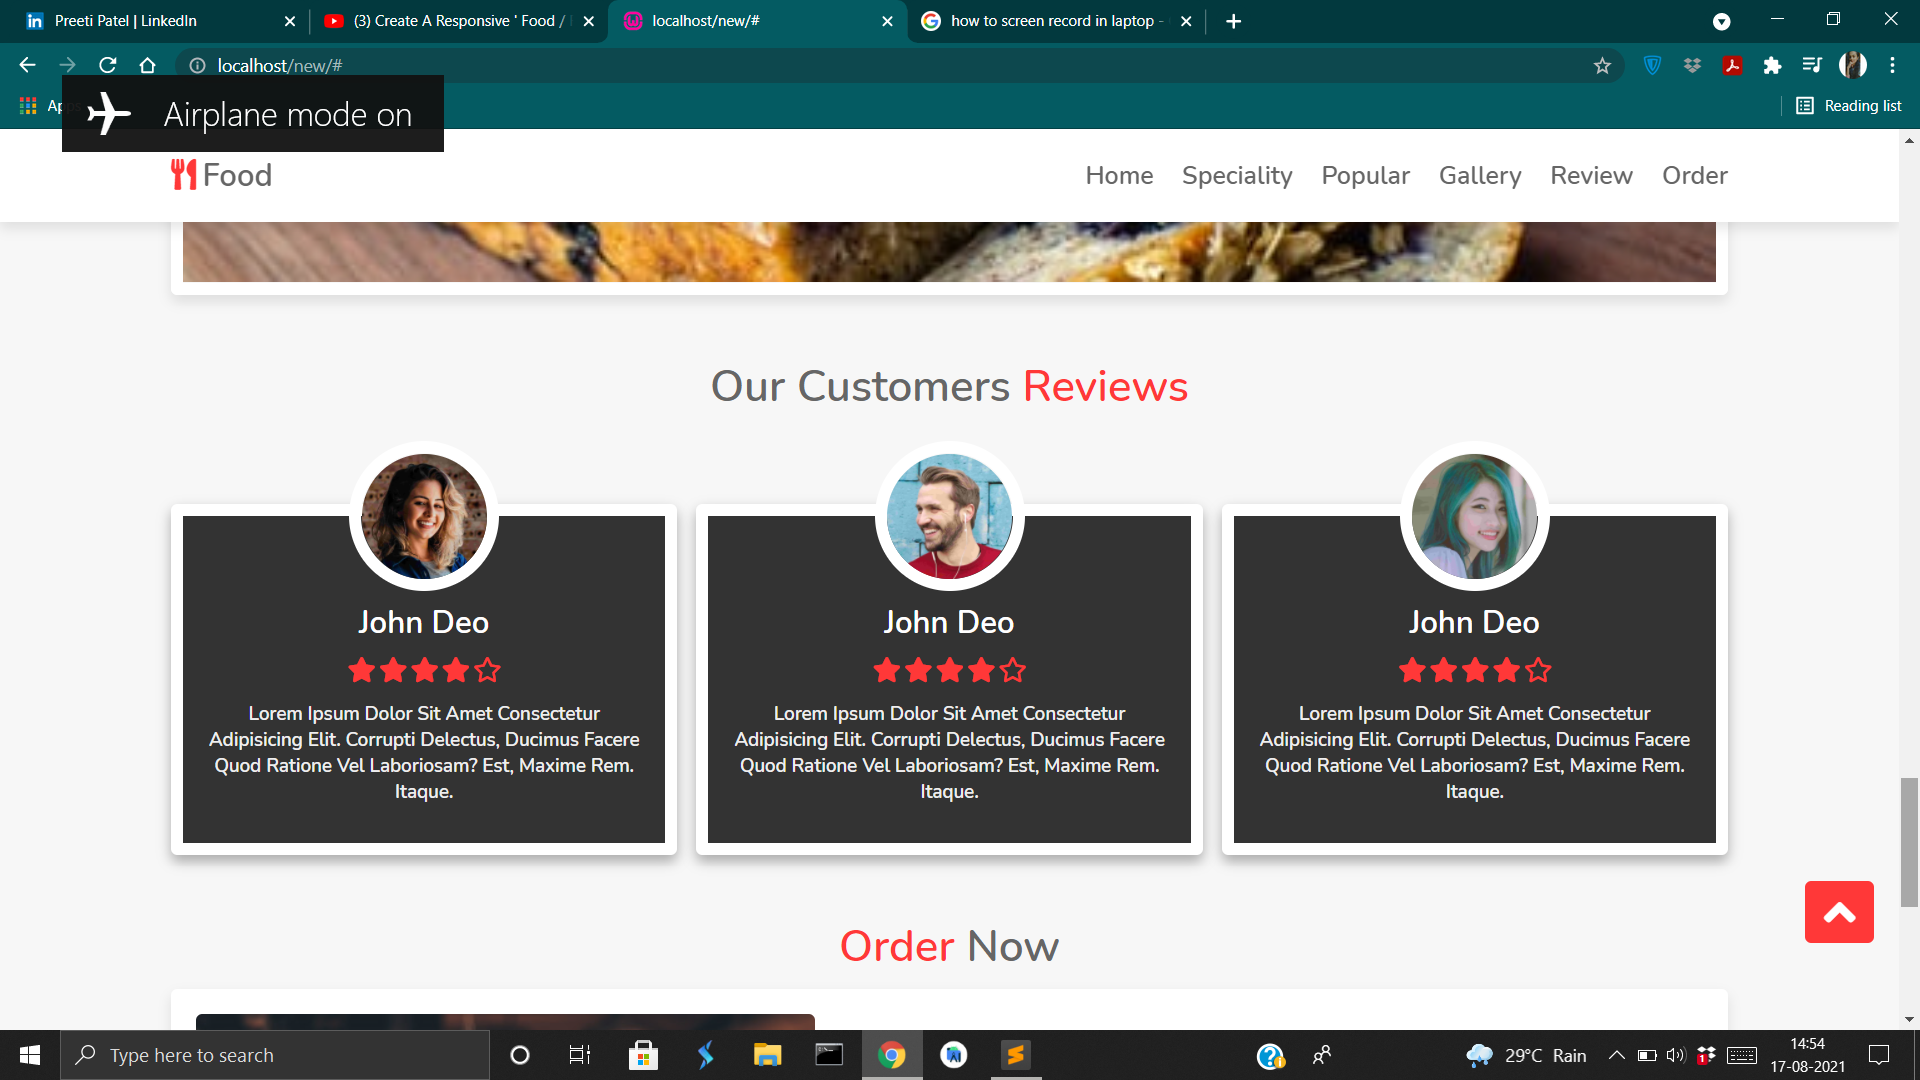 Preeti Patel | LinkedIn
(3) Create A Responsive ' Food /
localhost/new/#
how to screen record in laptop -
localhost/new/#
Airplane mode on
Reading list
Food
Home
Speciality
Popular
Gallery
Review
Order
Our Customers Reviews
John Deo
Lorem Ipsum Dolor Sit Amet Consectetur
Adipisicing Elit. Corrupti Delectus, Ducimus Facere
Quod Ratione Vel Laboriosam? Est, Maxime Rem.
Itaque.
John Deo
Lorem Ipsum Dolor Sit Amet Consectetur
Adipisicing Elit. Corrupti Delectus, Ducimus Facere
Quod Ratione Vel Laboriosam? Est, Maxime Rem.
Itaque.
John Deo
Lorem Ipsum Dolor Sit Amet Consectetur
Adipisicing Elit. Corrupti Delectus, Ducimus Facere
Quod Ratione Vel Laboriosam? Est, Maxime Rem.
Itaque.
Order Now
Type here to search
29°C Rain
14:54
17-08-2021